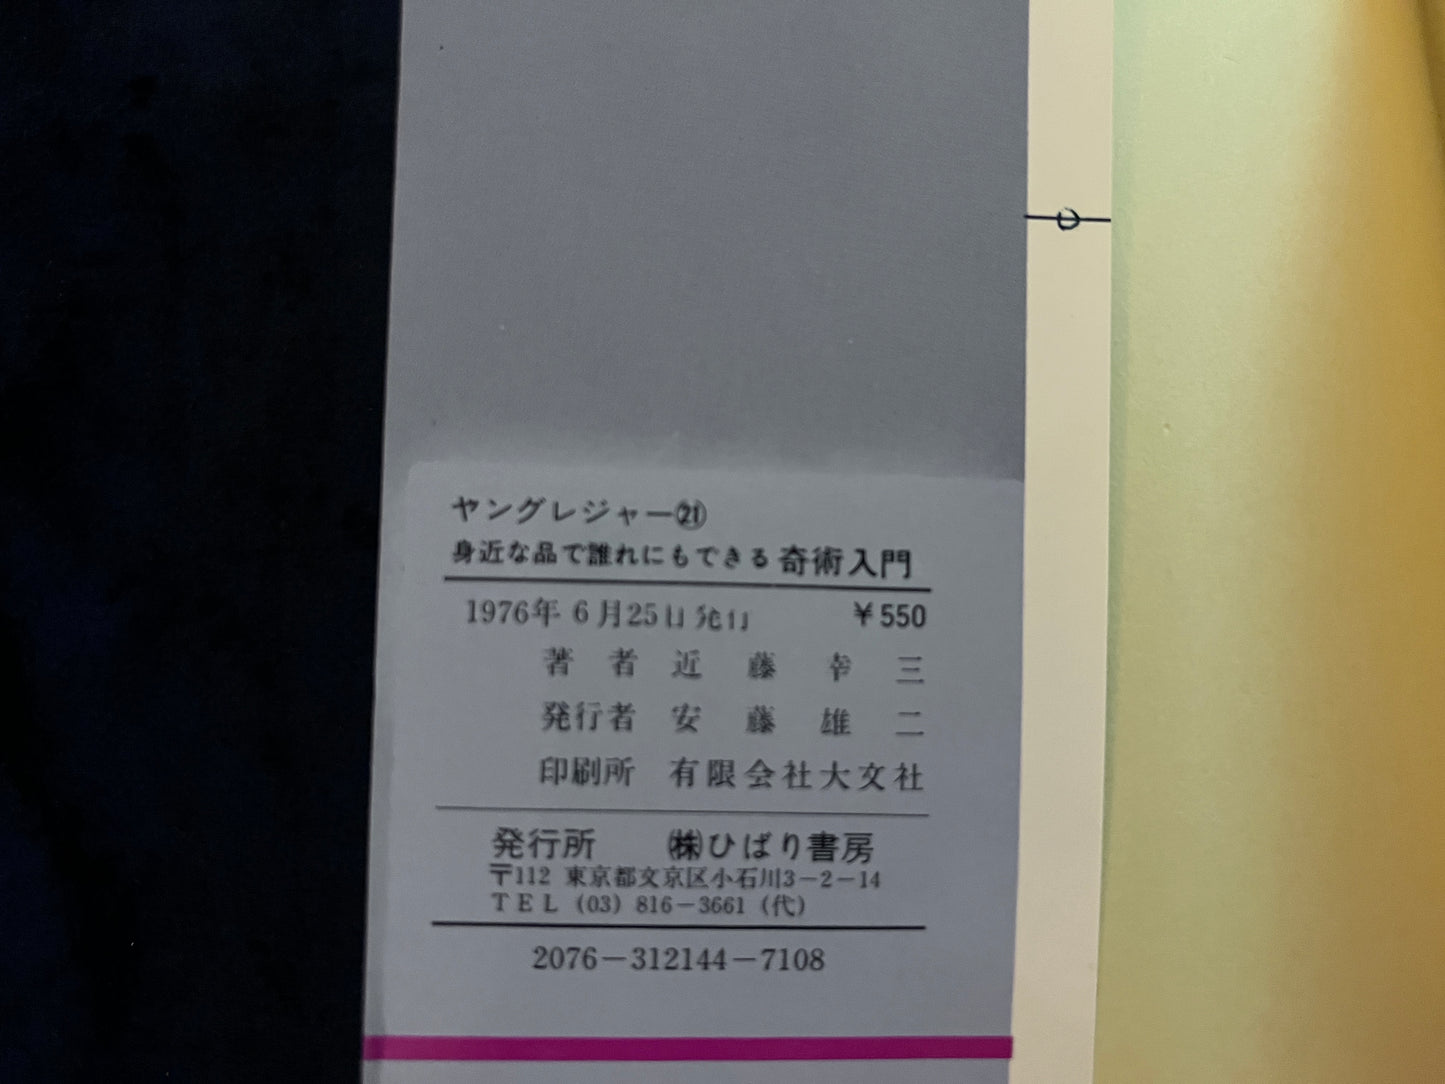 ヤングレジャー㉑
身近な品で誰れにもできる 奇術入門
1976年 6月25日発行 ¥550
著者 近藤幸三
発行者 安藤雄二
印刷所 有限会社大文社
発行所 ㈱ひばり書房
〒112 東京都文京区小石川3−2−14
TEL (03) 816−3661 (代)
2076−312144−7108